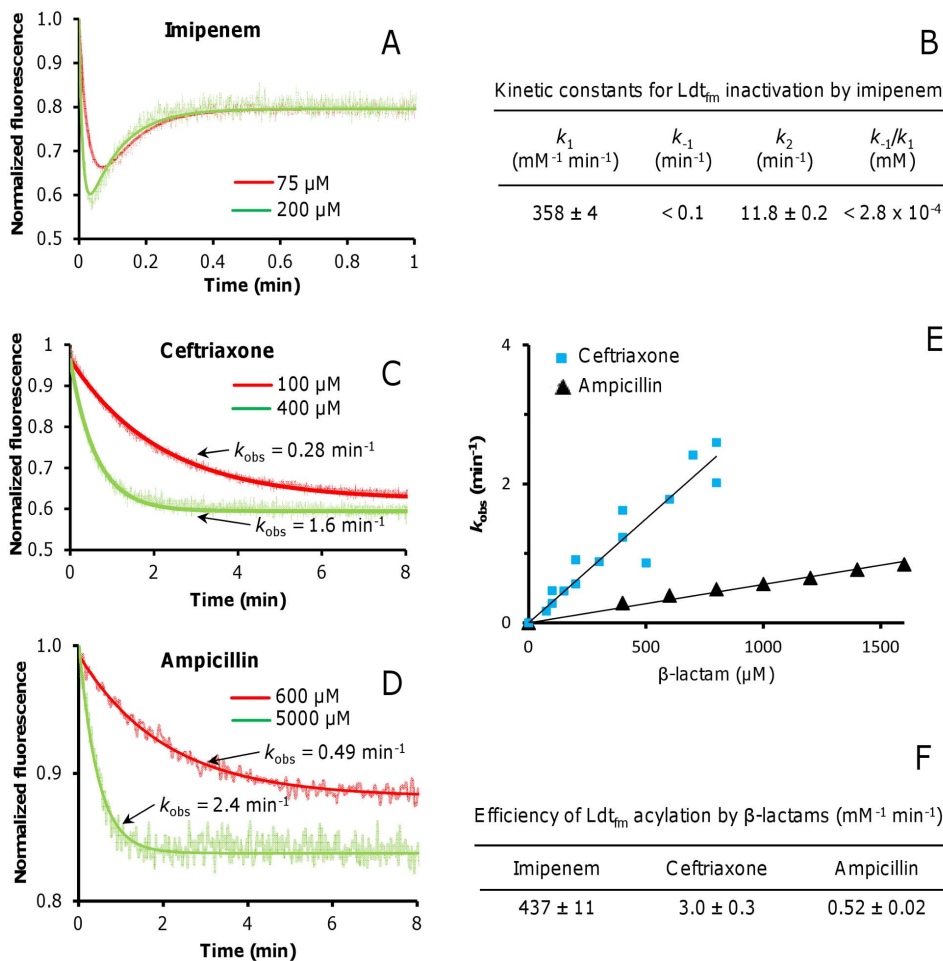 Imipenem
A
Normalized fluorescence
1.0
0.9
0.8
0.7
0.6
0.5
75 µM
200 µM
0 0.2 0.4 0.6 0.8 1
Time (min)
B
Kinetic constants for Ldtfm inactivation by imipenem
k1 k-1 k2 k-1/k1
(mM-1 min-1) (min-1) (min-1) (mM)
358 ± 4 < 0.1 11.8 ± 0.2 < 2.8 x 10-4
Ceftriaxone
C
Normalized fluorescence
1
0.9
0.8
0.7
0.6
0.5
100 µM
400 µM
kobs = 0.28 min-1
kobs = 1.6 min-1
0 2 4 6 8
Time (min)
Ampicillin
D
Normalized fluorescence
1.0
0.9
0.8
600 µM
5000 µM
kobs = 0.49 min-1
kobs = 2.4 min-1
0 2 4 6 8
Time (min)
E
Ceftriaxone
Ampicillin
kobs (min-1)
4
2
0
0 500 1000 1500
β-lactam (µM)
F
Efficiency of Ldtfm acylation by β-lactams (mM-1 min-1)
Imipenem Ceftriaxone Ampicillin
437 ± 11 3.0 ± 0.3 0.52 ± 0.02